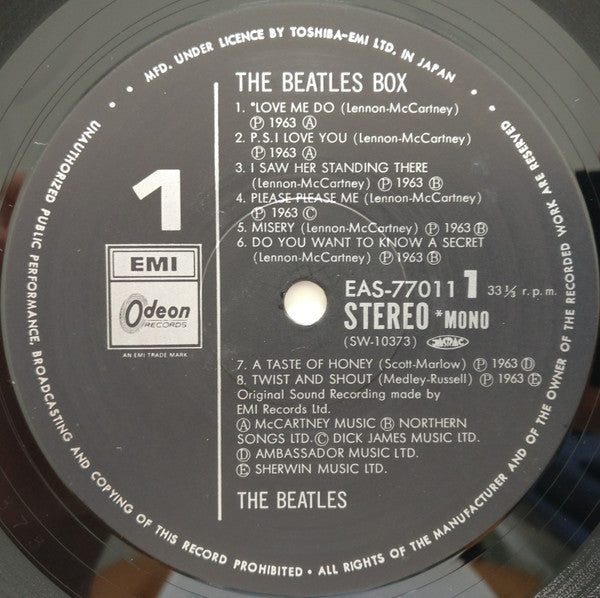 MFD. UNDER LICENCE BY TOSHIBA-EMI LTD. IN JAPAN
THE BEATLES BOX
1. *LOVE ME DO (Lennon-McCartney)
Ⓟ 1963 Ⓐ
2. P.S. I LOVE YOU (Lennon-McCartney)
Ⓟ 1963 Ⓐ
3. I SAW HER STANDING THERE
(Lennon-McCartney) Ⓟ 1963 Ⓑ
4. PLEASE PLEASE ME (Lennon-McCartney)
Ⓟ 1963 Ⓒ
5. MISERY (Lennon-McCartney) Ⓟ 1963 Ⓑ
6. DO YOU WANT TO KNOW A SECRET
(Lennon-McCartney) Ⓟ 1963 Ⓑ
1
EMI
Odeon
RECORDS
AN EMI TRADE MARK
EAS-77011 1 33⅓ r.p.m.
STEREO *MONO
(SW-10373) JASRAC
7. A TASTE OF HONEY (Scott-Marlow) Ⓟ 1963 Ⓓ
8. TWIST AND SHOUT (Medley-Russell) Ⓟ 1963 Ⓔ
Original Sound Recording made by
EMI Records Ltd.
Ⓐ McCARTNEY MUSIC Ⓑ NORTHERN
SONGS LTD. Ⓒ DICK JAMES MUSIC LTD.
Ⓓ AMBASSADOR MUSIC LTD.
Ⓔ SHERWIN MUSIC LTD.
THE BEATLES
UNAUTHORIZED PUBLIC PERFORMANCE, BROADCASTING AND COPYING OF THIS RECORD PROHIBITED • ALL RIGHTS OF THE MANUFACTURER AND OF THE OWNER OF THE RECORDED WORK ARE RESERVED